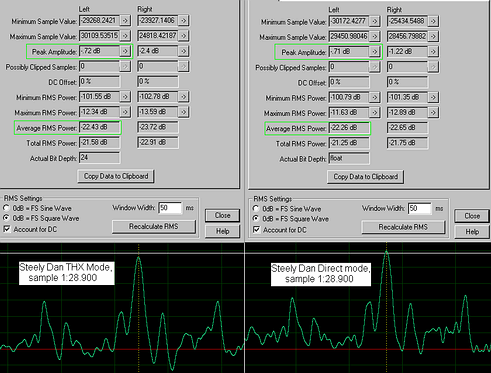 Left Right
Minimum Sample Value: -29268.2421 -23327.1406
Maximum Sample Value: 30109.53515 24818.42187
Peak Amplitude: -.72 dB -2.4 dB
Possibly Clipped Samples: 0 0
DC Offset: 0 % 0 %
Minimum RMS Power: -101.55 dB -102.78 dB
Maximum RMS Power: -12.34 dB -13.59 dB
Average RMS Power: -22.43 dB -23.72 dB
Total RMS Power: -21.58 dB -22.91 dB
Actual Bit Depth: 24
Copy Data to Clipboard
RMS Settings
0dB = FS Sine Wave
0dB = FS Square Wave
Account for DC
Window Width: 50 ms
Recalculate RMS
Close
Help
Left Right
Minimum Sample Value: -30172.4277 -25434.5488
Maximum Sample Value: 29450.98046 28456.79882
Peak Amplitude: -.71 dB -1.22 dB
Possibly Clipped Samples: 0 0
DC Offset: 0 % 0 %
Minimum RMS Power: -100.79 dB -101.35 dB
Maximum RMS Power: -11.63 dB -12.89 dB
Average RMS Power: -22.26 dB -22.65 dB
Total RMS Power: -21.25 dB -21.75 dB
Actual Bit Depth: float
Copy Data to Clipboard
RMS Settings
0dB = FS Sine Wave
0dB = FS Square Wave
Account for DC
Window Width: 50 ms
Recalculate RMS
Close
Help
Steely Dan THX Mode,
sample 1:28.900
Steely Dan Direct mode,
sample 1:28.900